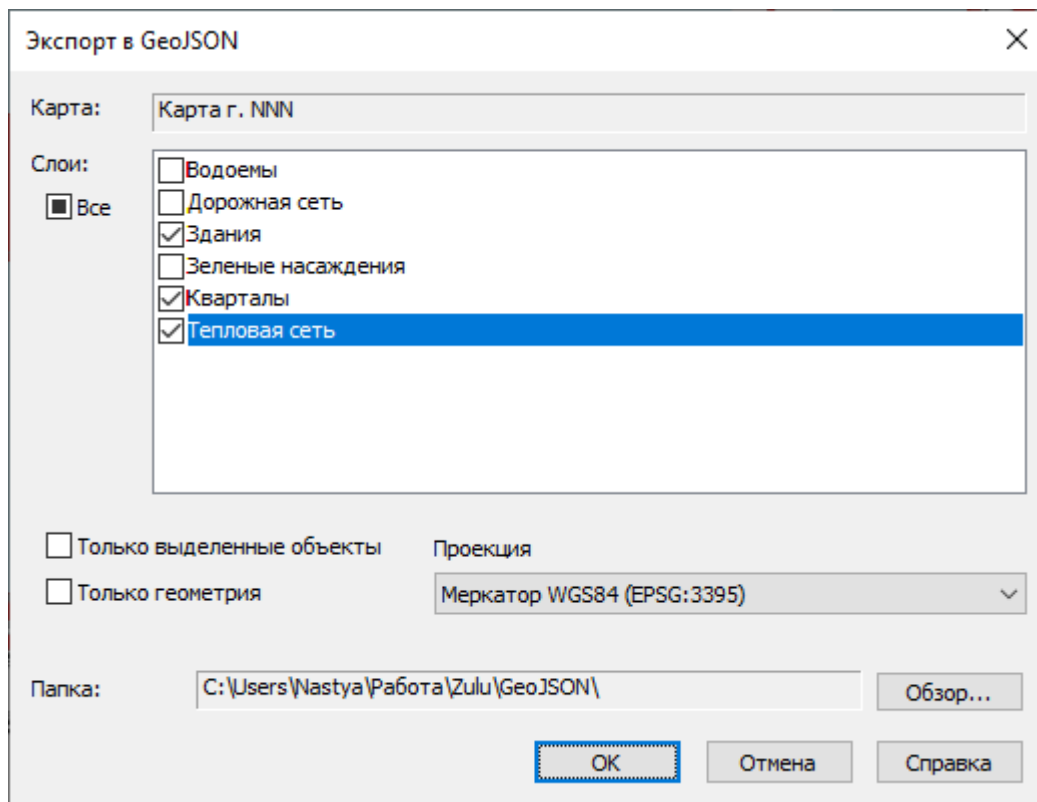 Экспорт в GeoJSON
Карта:
Карта г. NNN
Слои:
Все
Водоемы
Дорожная сеть
Здания
Зеленые насаждения
Кварталы
Тепловая сеть
Только выделенные объекты
Проекция
Только геометрия
Меркатор WGS84 (EPSG:3395)
Папка:
C:\Users\Nastya\Работа\Zulu\GeoJSON\
Обзор...
ОК
Отмена
Справка